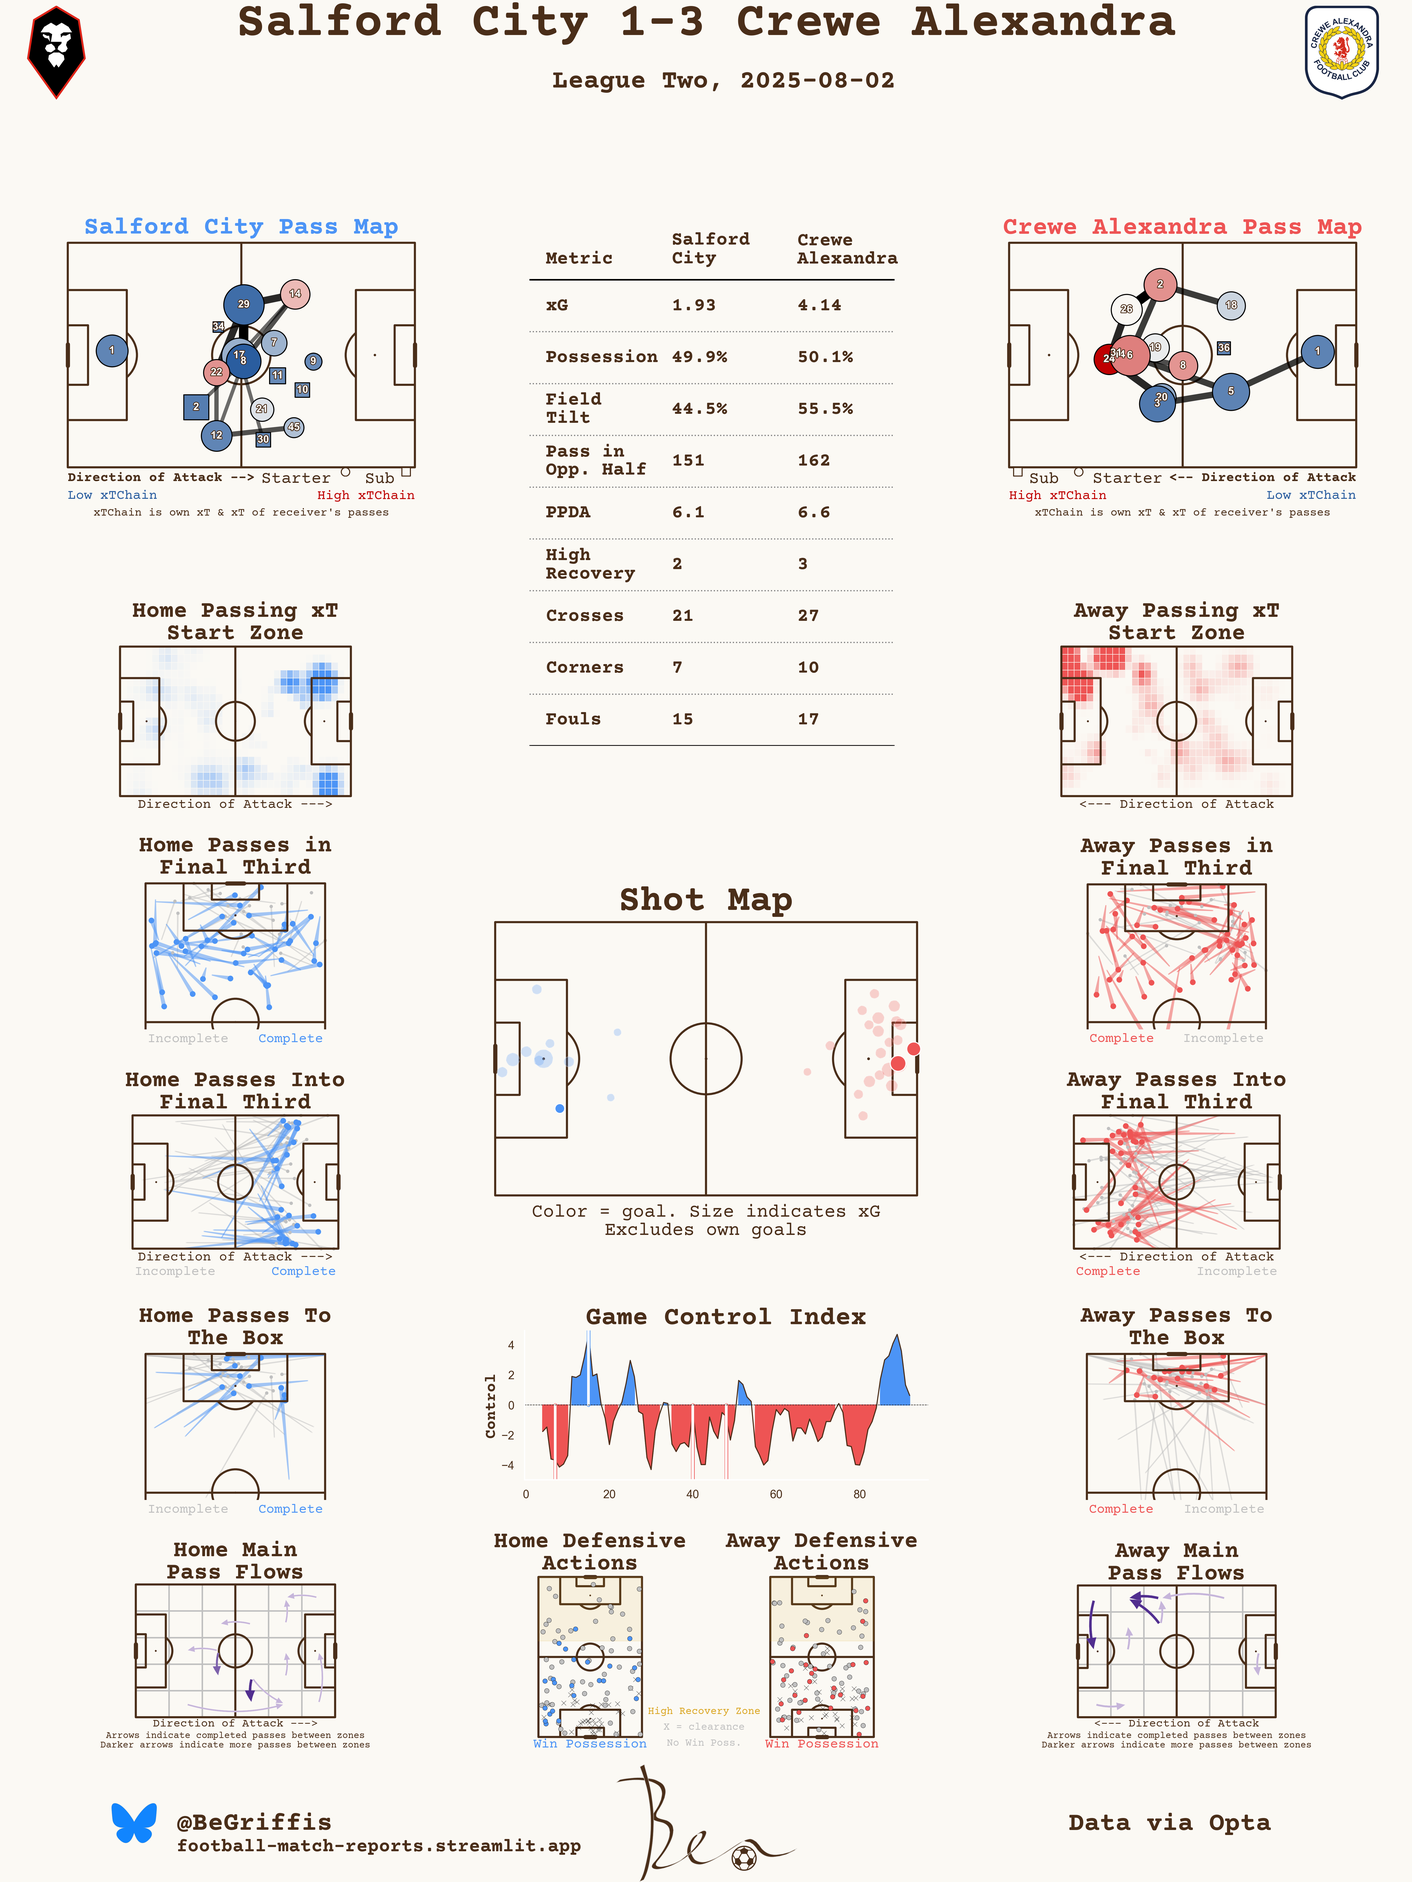 Salford City 1-3 Crewe Alexandra
League Two, 2025-08-02
CREWE ALEXANDRA
FOOTBALL CLUB
Salford City Pass Map
29
14
34
17
8
7
1
22
9
11
10
2
21
12
45
30
Direction of Attack --> Starter Sub
Low xTChain High xTChain
xTChain is own xT & xT of receiver's passes
Metric Salford City Crewe Alexandra
xG 1.93 4.14
Possession 49.9% 50.1%
Field Tilt 44.5% 55.5%
Pass in Opp. Half 151 162
PPDA 6.1 6.6
High Recovery 2 3
Crosses 21 27
Corners 7 10
Fouls 15 17
Crewe Alexandra Pass Map
2
26
18
19
36
1
24
6
8
20
3
5
Sub Starter <-- Direction of Attack
High xTChain Low xTChain
xTChain is own xT & xT of receiver's passes
Home Passing xT
Start Zone
Direction of Attack --->
Away Passing xT
Start Zone
<--- Direction of Attack
Home Passes in
Final Third
Incomplete Complete
Away Passes in
Final Third
Complete Incomplete
Shot Map
Color = goal. Size indicates xG
Excludes own goals
Home Passes Into
Final Third
Direction of Attack --->
Incomplete Complete
Away Passes Into
Final Third
<--- Direction of Attack
Complete Incomplete
Home Passes To
The Box
Incomplete Complete
Game Control Index
Control
4
2
0
−2
−4
0 20 40 60 80
Away Passes To
The Box
Complete Incomplete
Home Main
Pass Flows
Direction of Attack --->
Arrows indicate completed passes between zones
Darker arrows indicate more passes between zones
Home Defensive
Actions
Win Possession
High Recovery Zone
X = clearance
No Win Poss.
Away Defensive
Actions
Win Possession
Away Main
Pass Flows
<--- Direction of Attack
Arrows indicate completed passes between zones
Darker arrows indicate more passes between zones
@BeGriffis
football-match-reports.streamlit.app
Ben
Data via Opta